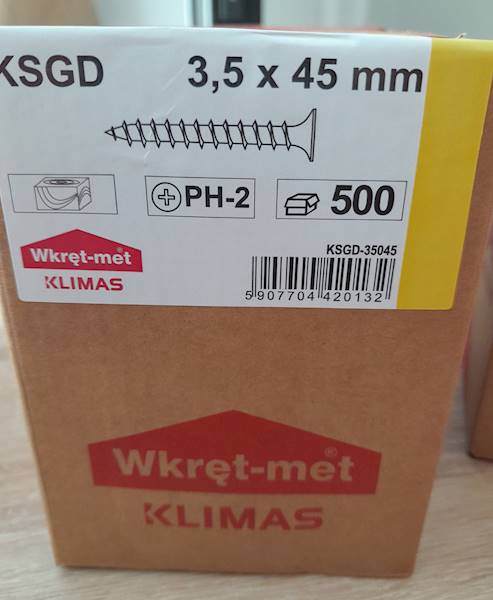 KSGD 3,5 x 45 mm
PH-2 500
Wkręt-met
KLIMAS
KSGD-35045
5 907704 420132
Wkręt-met®
KLIMAS